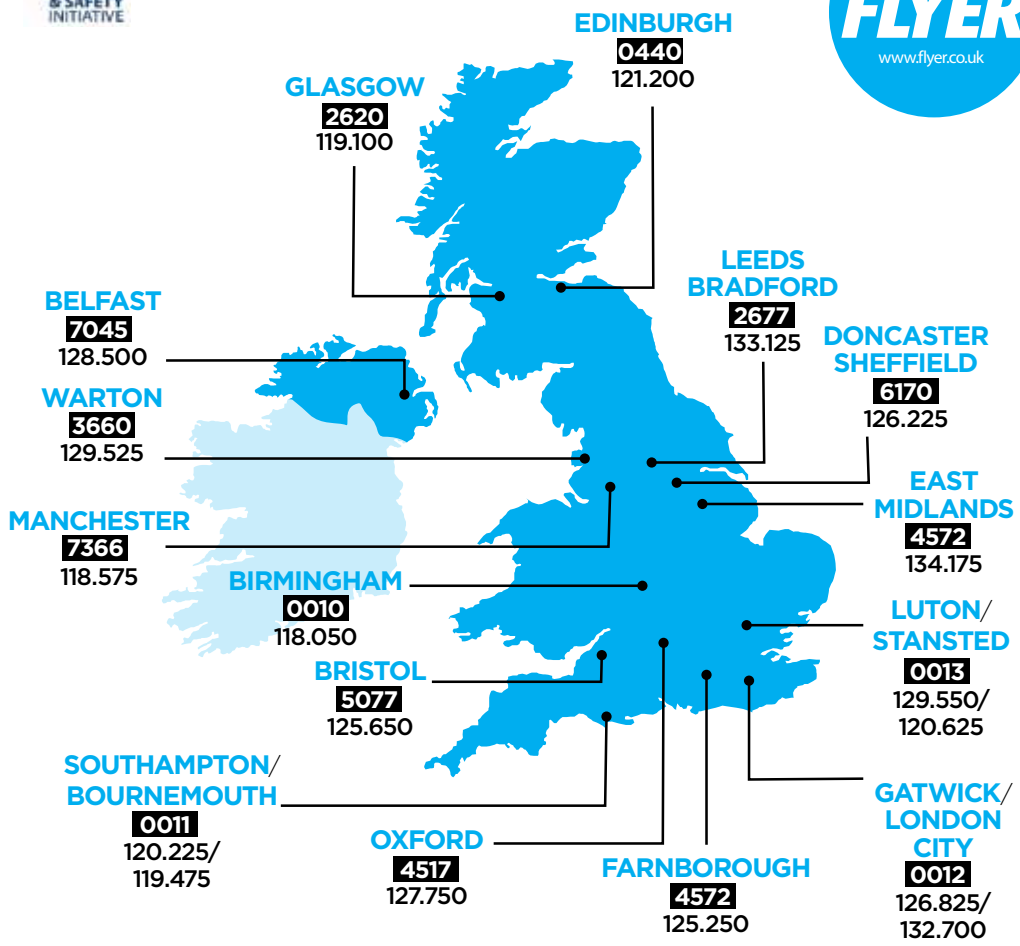 & SAFETY
INITIATIVE
FLYER
www.flyer.co.uk
EDINBURGH
0440
121.200
GLASGOW
2620
119.100
LEEDS
BRADFORD
2677
133.125
BELFAST
7045
128.500
DONCASTER
SHEFFIELD
6170
126.225
WARTON
3660
129.525
EAST
MIDLANDS
4572
134.175
MANCHESTER
7366
118.575
BIRMINGHAM
0010
118.050
LUTON/
STANSTED
0013
129.550/
120.625
BRISTOL
5077
125.650
SOUTHAMPTON/
BOURNEMOUTH
0011
120.225/
119.475
OXFORD
4517
127.750
FARNBOROUGH
4572
125.250
GATWICK/
LONDON
CITY
0012
126.825/
132.700